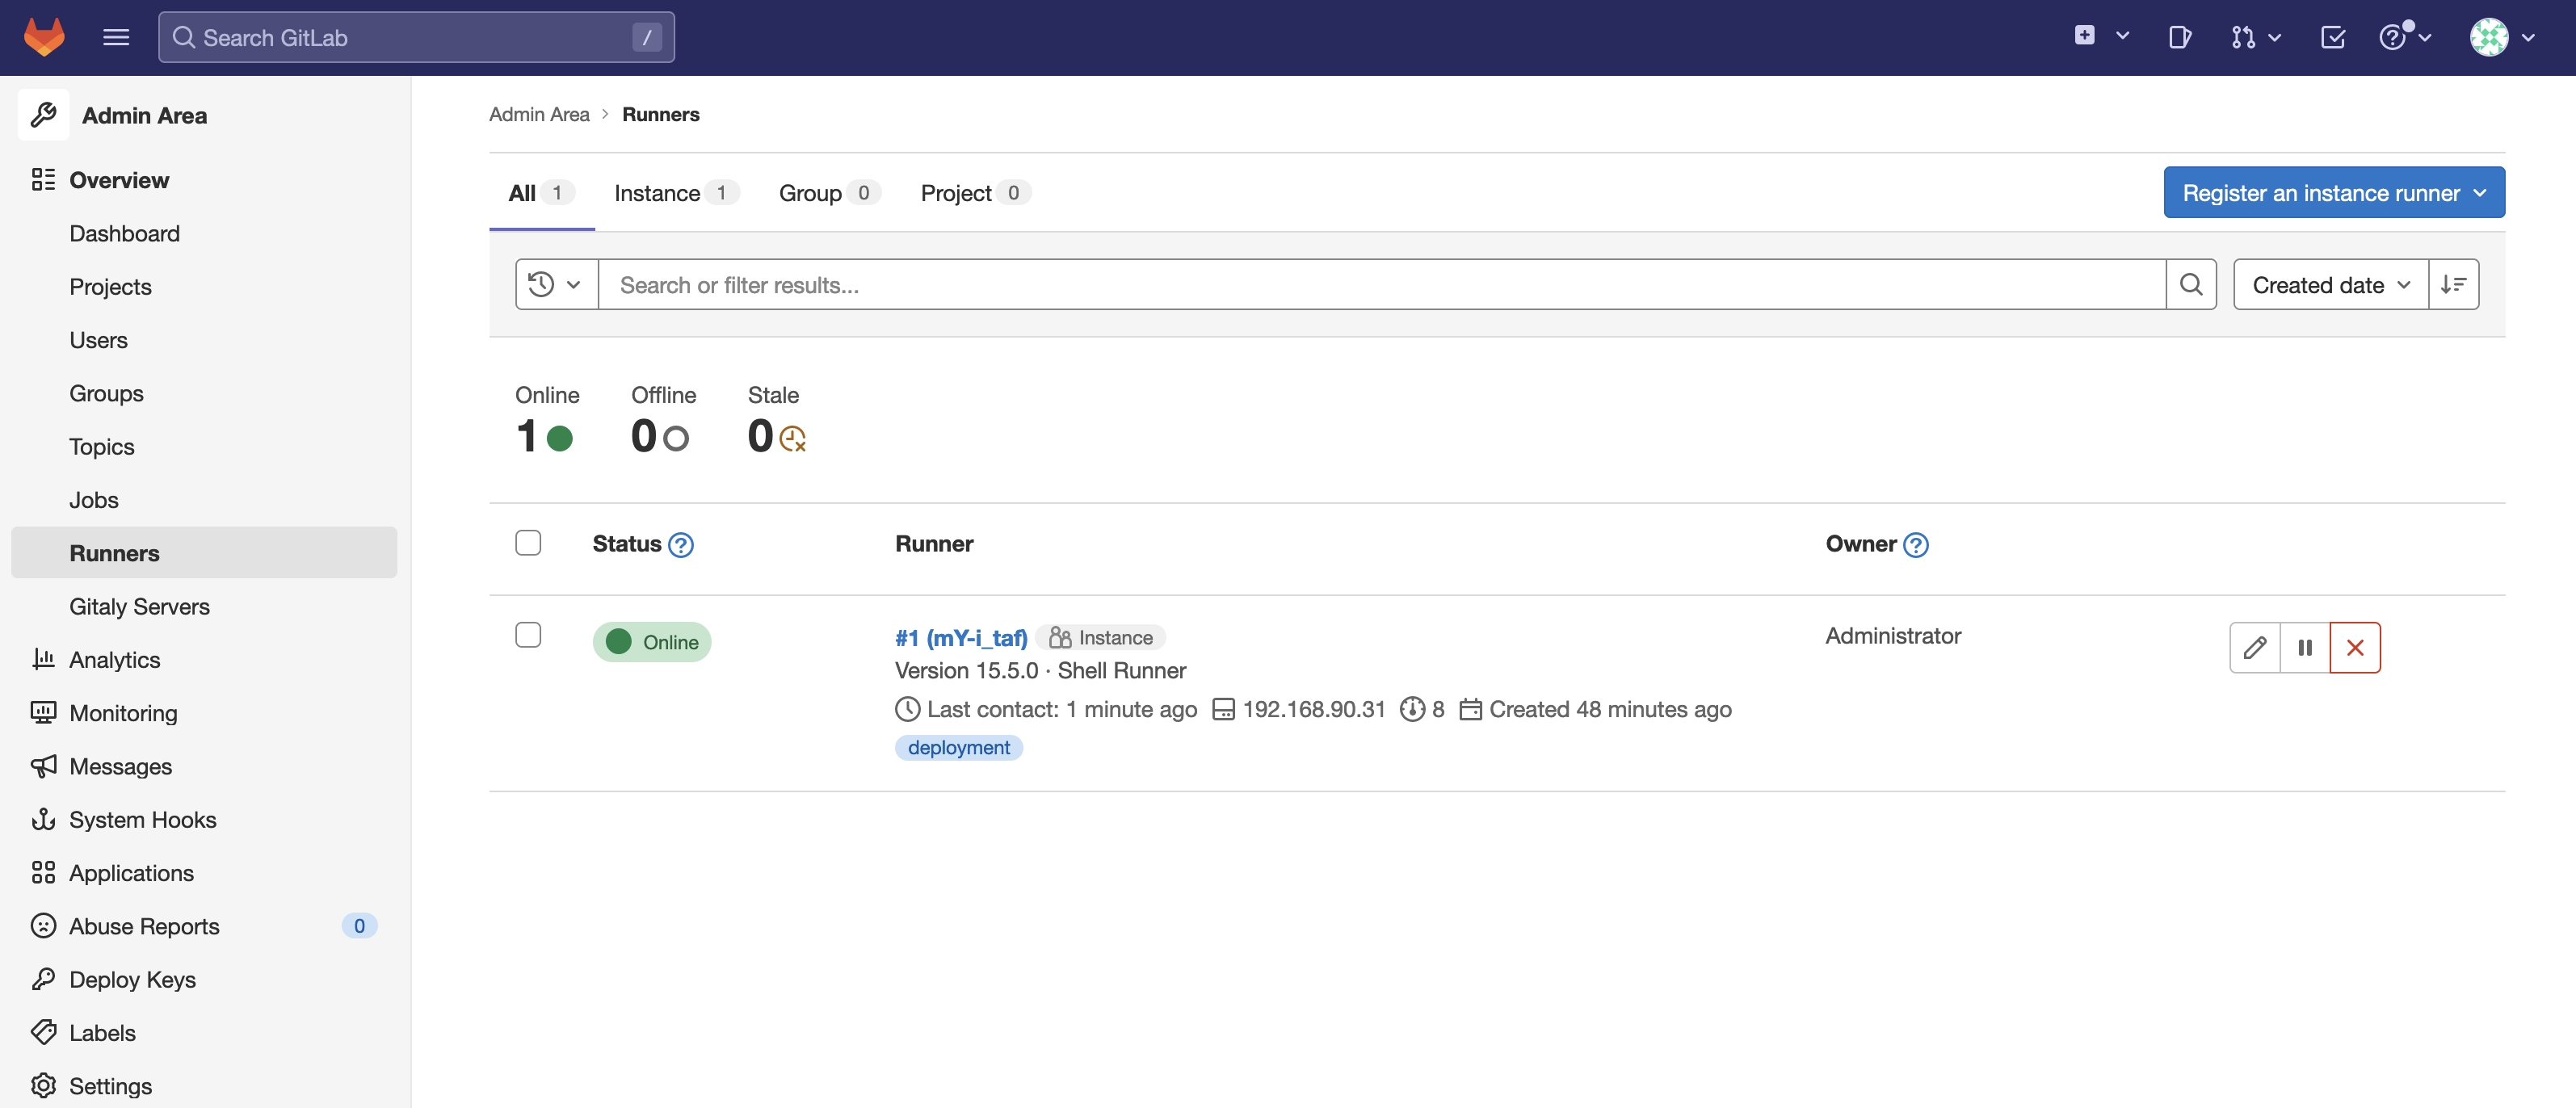 Search GitLab /
Admin Area
Overview
Dashboard
Projects
Users
Groups
Topics
Jobs
Runners
Gitaly Servers
Analytics
Monitoring
Messages
System Hooks
Applications
Abuse Reports 0
Deploy Keys
Labels
Settings
Admin Area › Runners
All 1 Instance 1 Group 0 Project 0 Register an instance runner
Search or filter results... Created date
Online Offline Stale
1 0 0
Status Runner Owner
Online #1 (mY-i_taf) Instance Administrator
Version 15.5.0 · Shell Runner
Last contact: 1 minute ago 192.168.90.31 8 Created 48 minutes ago
deployment